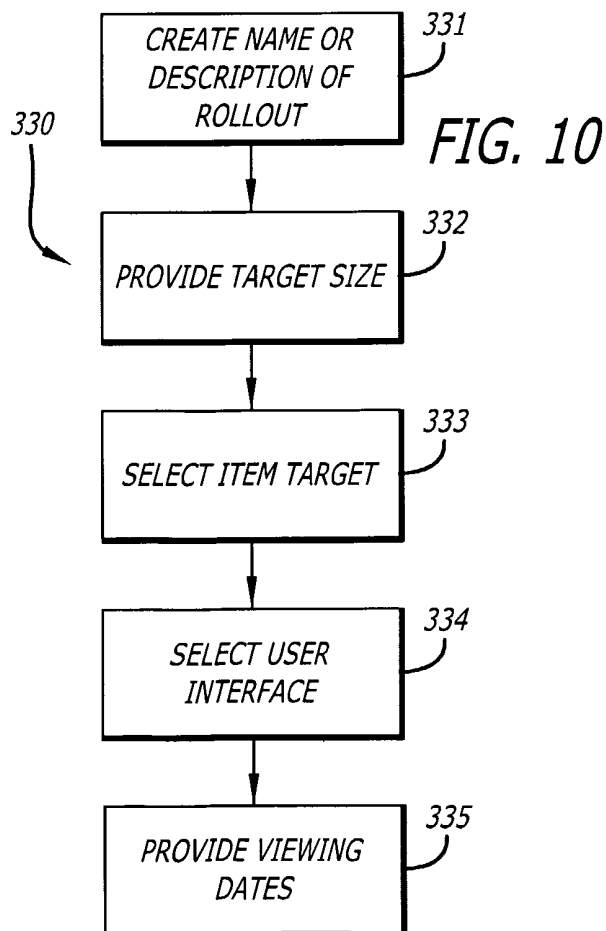 CREATE NAME OR
DESCRIPTION OF
ROLLOUT
331
330
FIG. 10
PROVIDE TARGET SIZE
332
SELECT ITEM TARGET
333
SELECT USER
INTERFACE
334
PROVIDE VIEWING
DATES
335